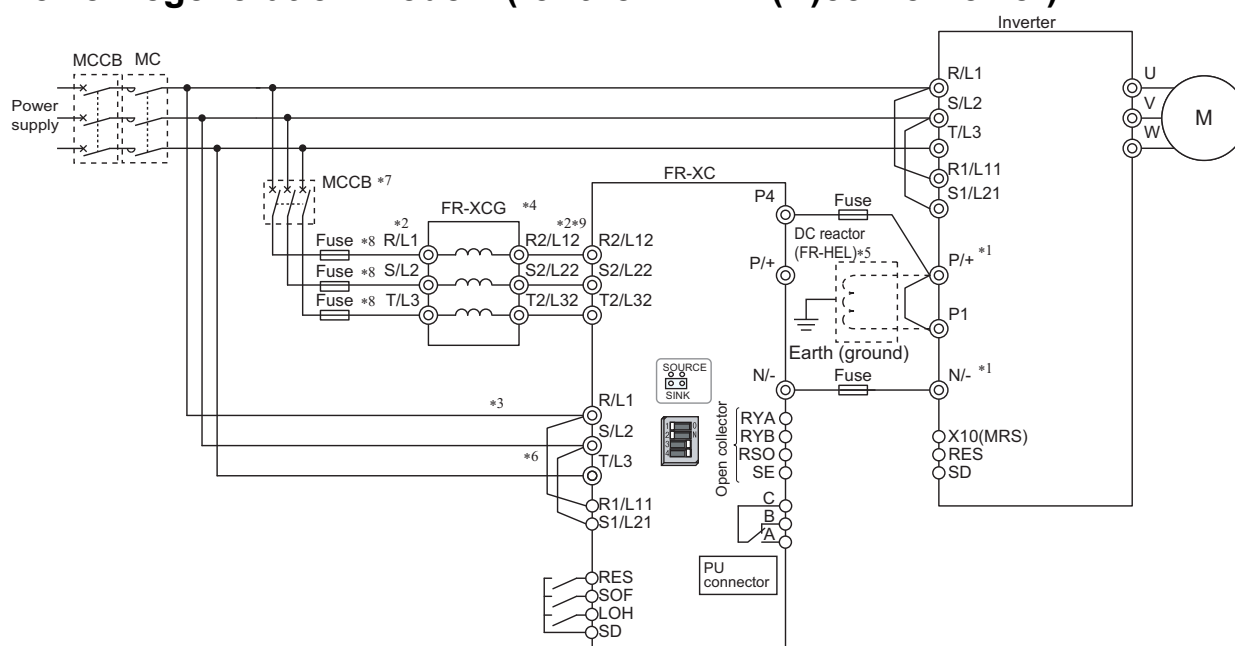 Inverter
MCCB MC
Power
supply
R/L1
S/L2
T/L3
R1/L11
S1/L21
U
V
W
M
MCCB *7
FR-XCG *4
FR-XC
P4
Fuse
DC reactor
(FR-HEL)*5
P/+
P/+ *1
P1
Earth (ground)
*2
*2*9
Fuse *8 R/L1
R2/L12
R2/L12
Fuse *8 S/L2
S2/L22
S2/L22
Fuse *8 T/L3
T2/L32
T2/L32
N/-
Fuse
N/- *1
SOURCE
SINK
1
2
3
4
O
N
*3
R/L1
S/L2
*6
T/L3
R1/L11
S1/L21
Open collector
RYA
RYB
RSO
SE
C
B
A
X10(MRS)
RES
SD
PU
connector
RES
SOF
LOH
SD